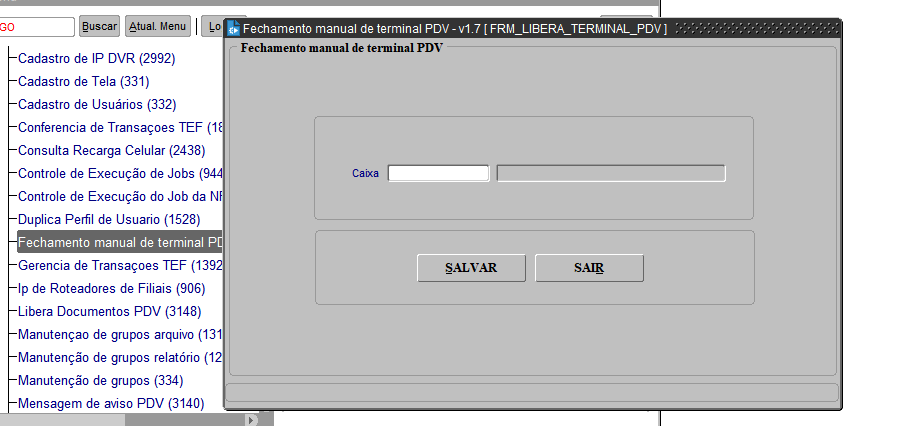 GO
Buscar
Atual. Menu
Lo
Cadastro de IP DVR (2992)
Cadastro de Tela (331)
Cadastro de Usuários (332)
Conferencia de Transaçoes TEF (18
Consulta Recarga Celular (2438)
Controle de Execução de Jobs (944
Controle de Execução do Job da NF
Duplica Perfil de Usuario (1528)
Fechamento manual de terminal PD
Gerencia de Transaçoes TEF (1392
Ip de Roteadores de Filiais (906)
Libera Documentos PDV (3148)
Manutençao de grupos arquivo (131
Manutenção de grupos relatório (12
Manutenção de grupos (334)
Mensagem de aviso PDV (3140)
Fechamento manual de terminal PDV - v1.7 [ FRM_LIBERA_TERMINAL_PDV ]
Fechamento manual de terminal PDV
Caixa
SALVAR
SAIR